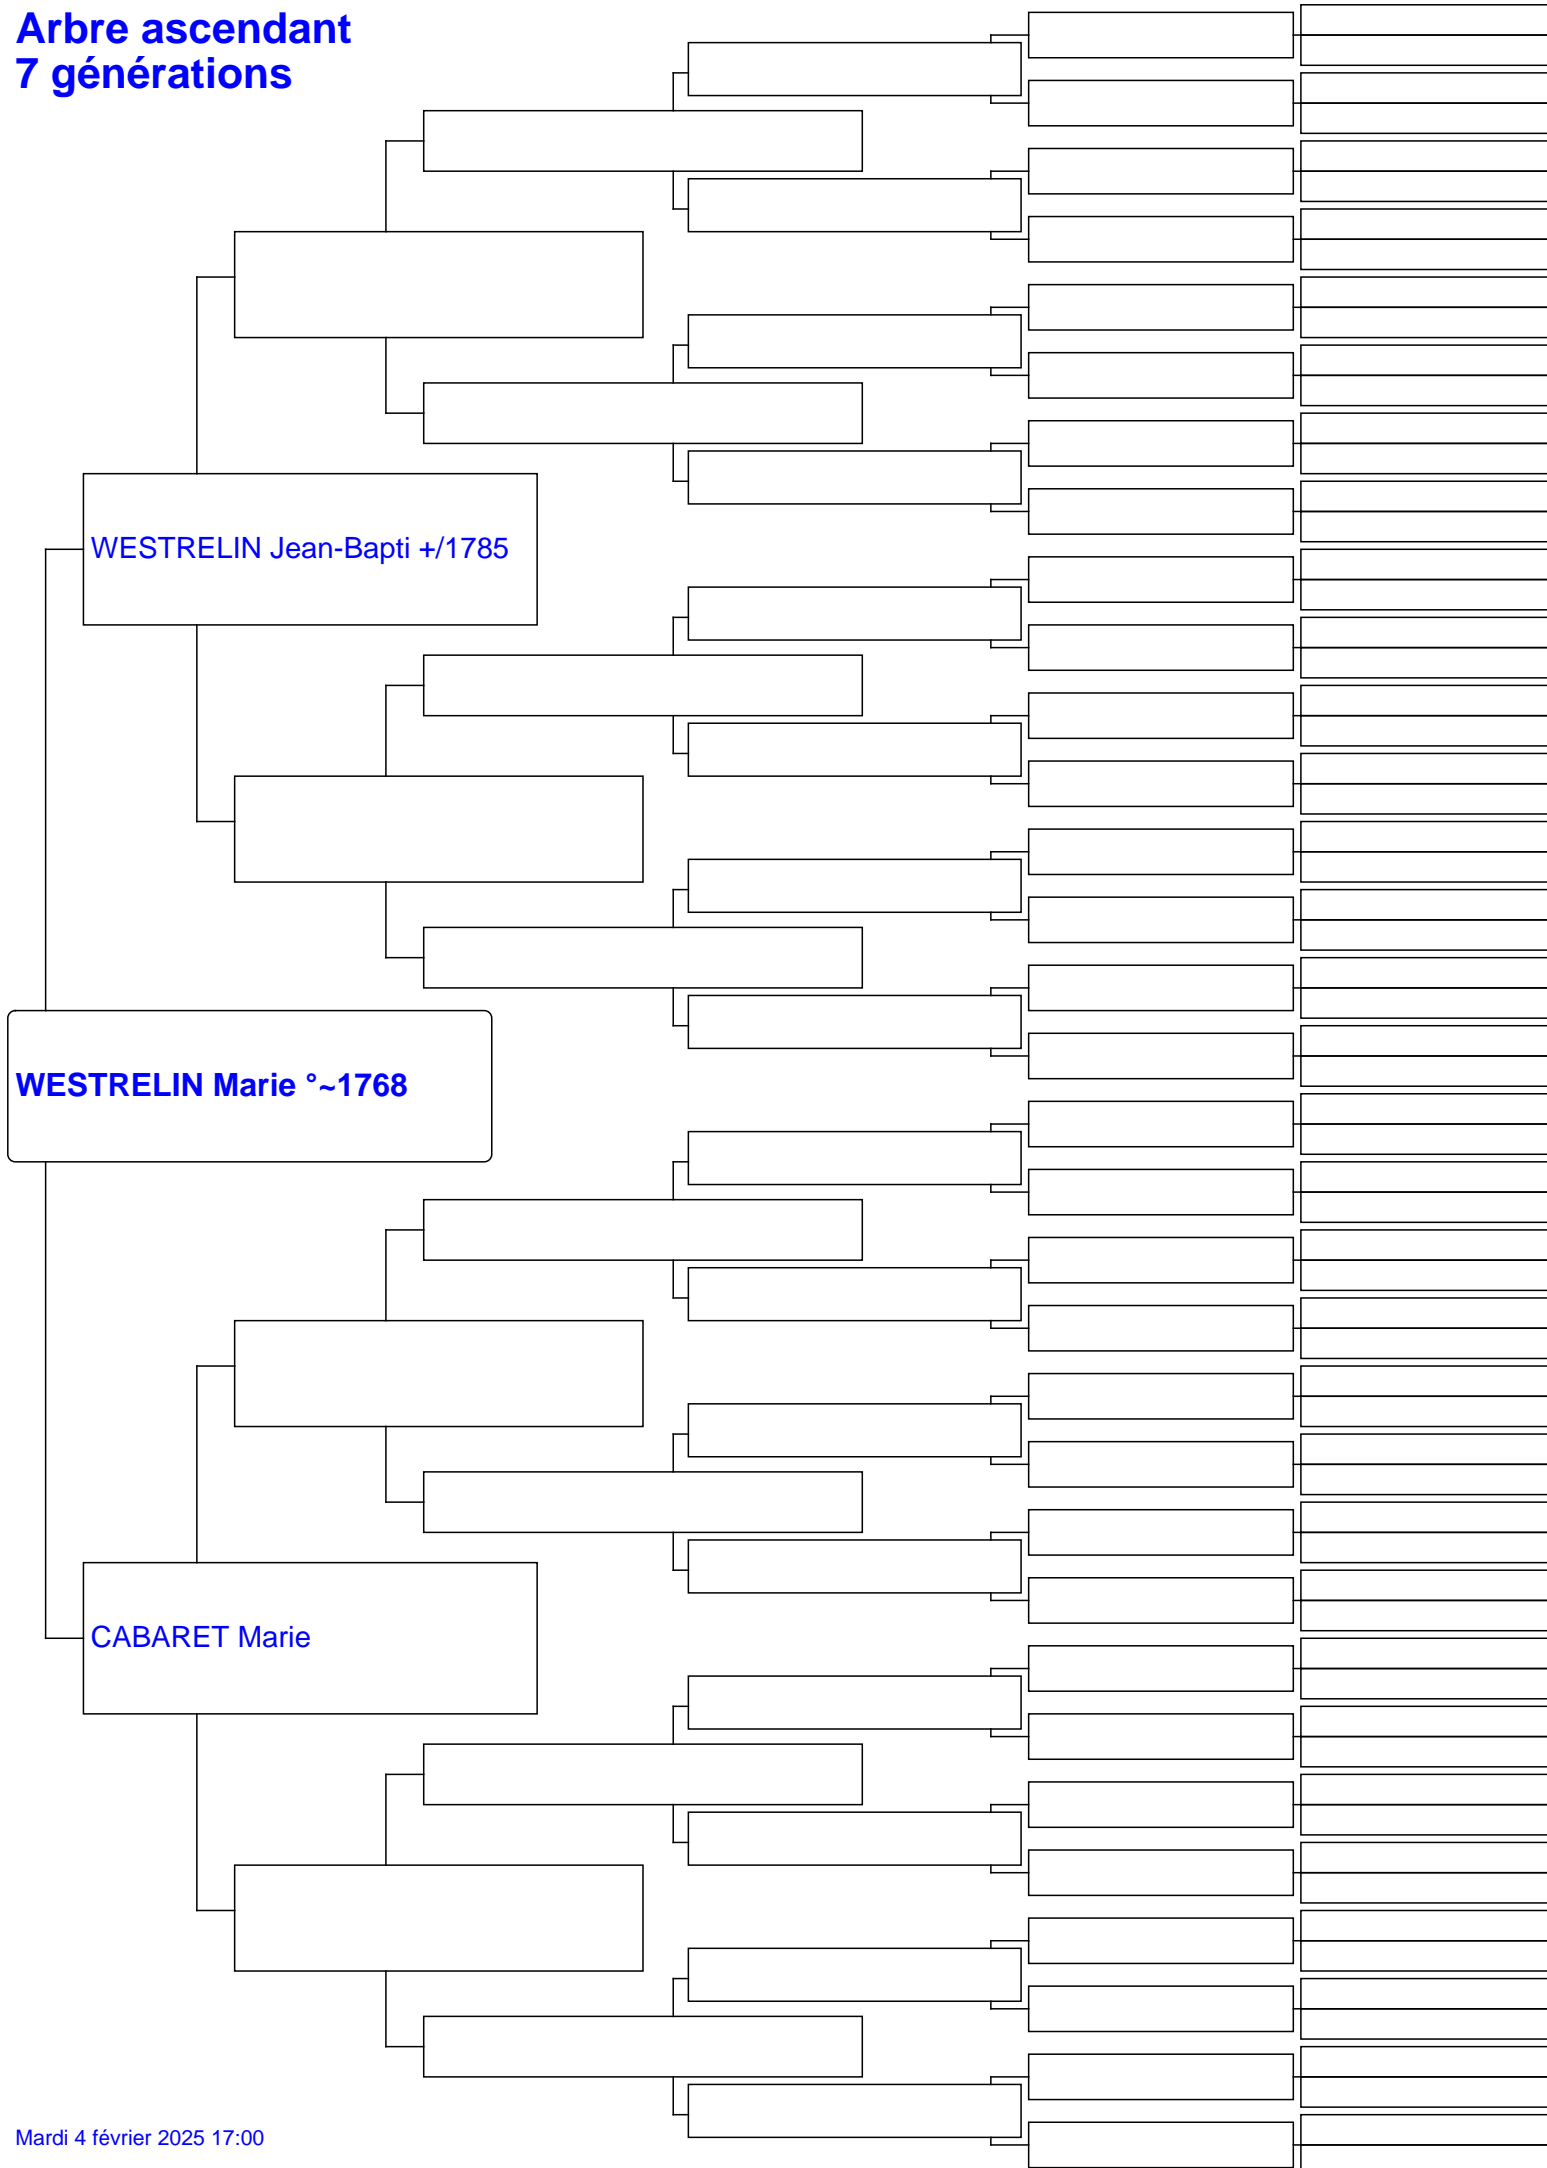 Arbre ascendant
7 générations
WESTRELIN Jean-Bapti +/1785
WESTRELIN Marie °~1768
CABARET Marie
Mardi 4 février 2025 17:00